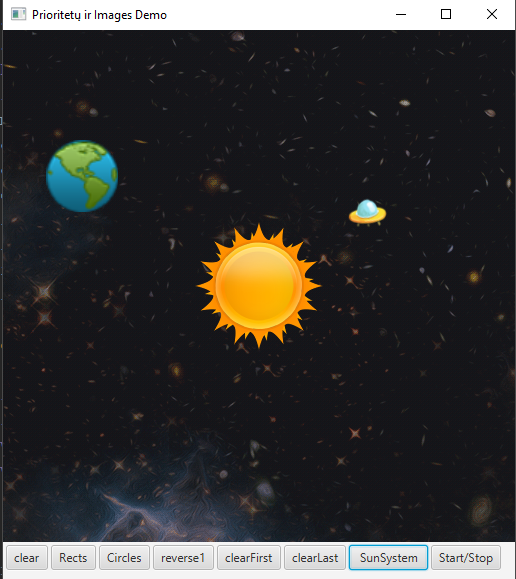 Prioritetų ir Images Demo
clear Rects Circles reverse1 clearFirst clearLast SunSystem Start/Stop